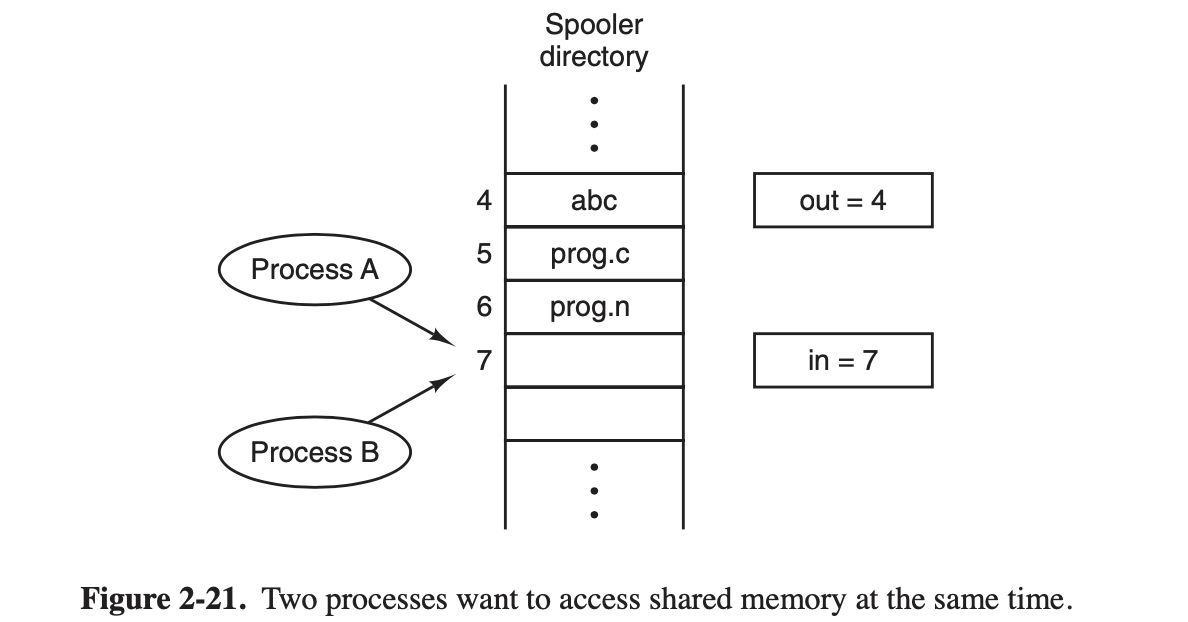 Spooler
directory
4 abc out = 4
Process A
5 prog.c
6 prog.n
7 in = 7
Process B
Figure 2-21. Two processes want to access shared memory at the same time.